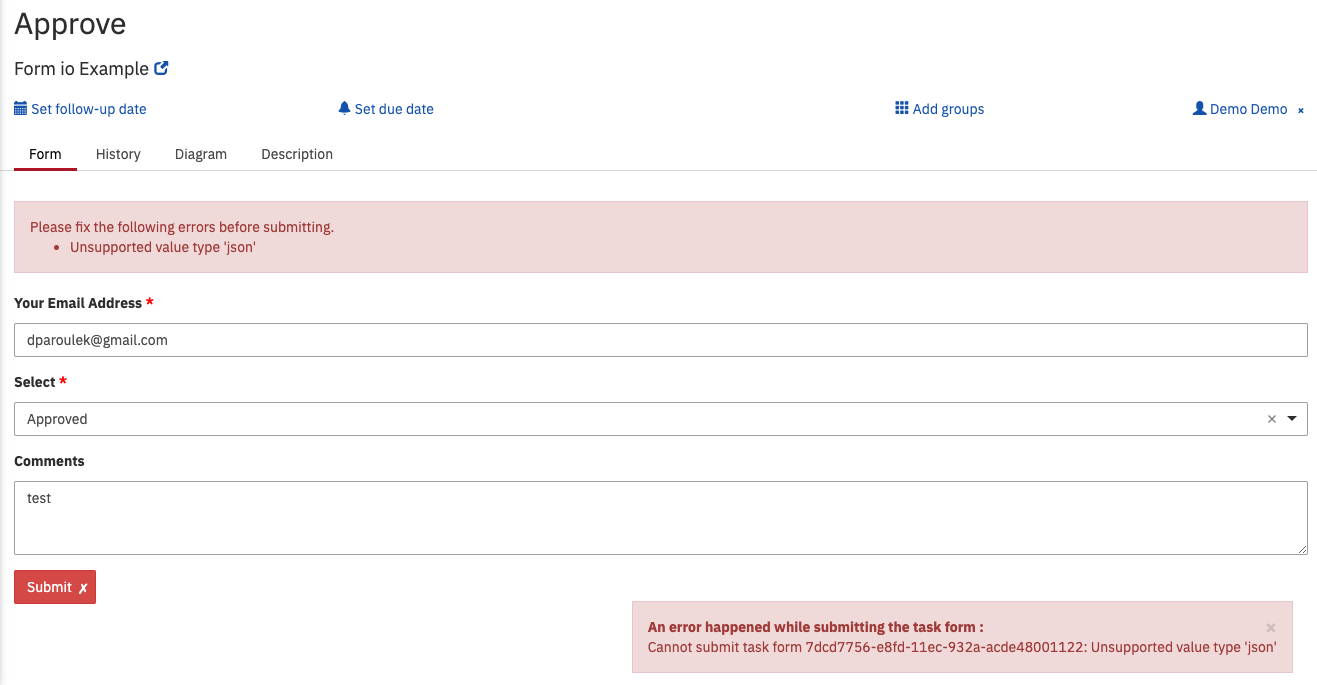 Approve
Form io Example
Set follow-up date Set due date Add groups Demo Demo ×
Form History Diagram Description
Please fix the following errors before submitting.
• Unsupported value type 'json'
Your Email Address *
dparoulek@gmail.com
Select *
Approved ×
Comments
test
Submit ✗
An error happened while submitting the task form : ×
Cannot submit task form 7dcd7756-e8fd-11ec-932a-acde48001122: Unsupported value type 'json'